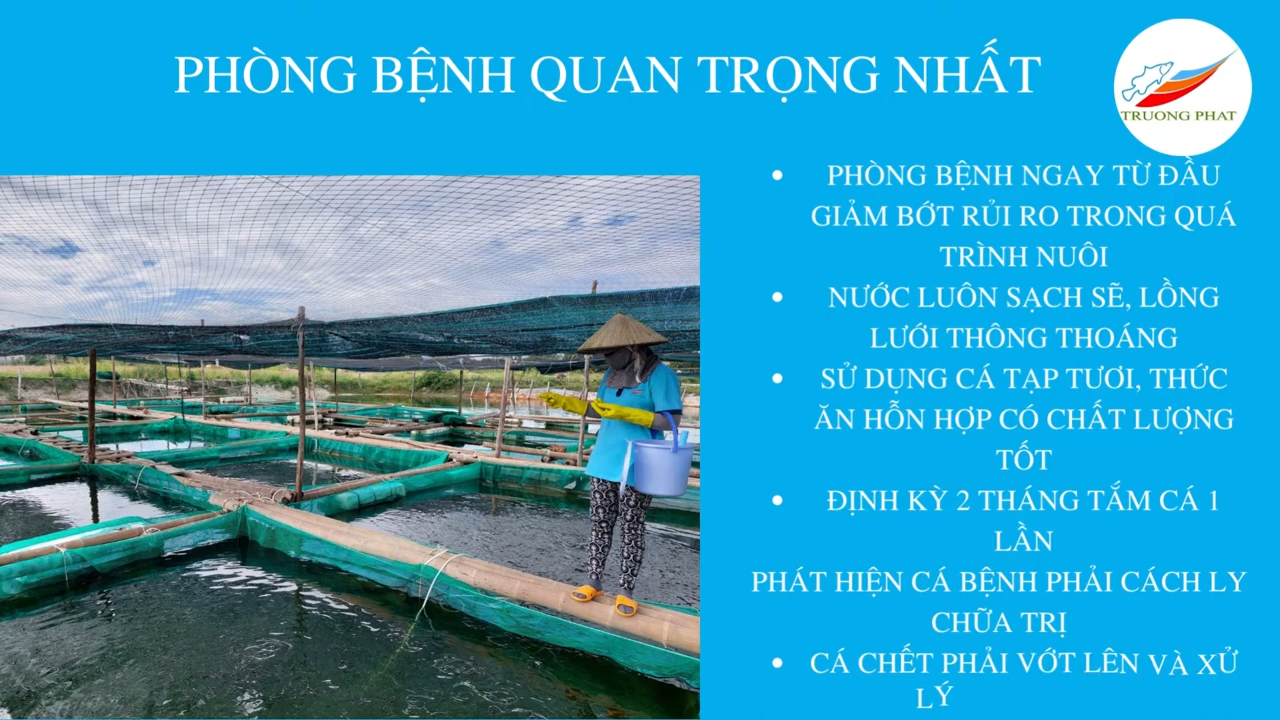 PHÒNG BỆNH QUAN TRỌNG NHẤT
TRUONG PHAT
• PHÒNG BỆNH NGAY TỪ ĐẦU
GIẢM BỚT RỦI RO TRONG QUÁ
TRÌNH NUÔI
• NƯỚC LUÔN SẠCH SẼ, LỒNG
LƯỚI THÔNG THOÁNG
• SỬ DỤNG CÁ TẠP TƯƠI, THỨC
ĂN HỖN HỢP CÓ CHẤT LƯỢNG
TỐT
• ĐỊNH KỲ 2 THÁNG TẮM CÁ 1
LẦN
PHÁT HIỆN CÁ BỆNH PHẢI CÁCH LY
CHỮA TRỊ
• CÁ CHẾT PHẢI VỚT LÊN VÀ XỬ
LÝ